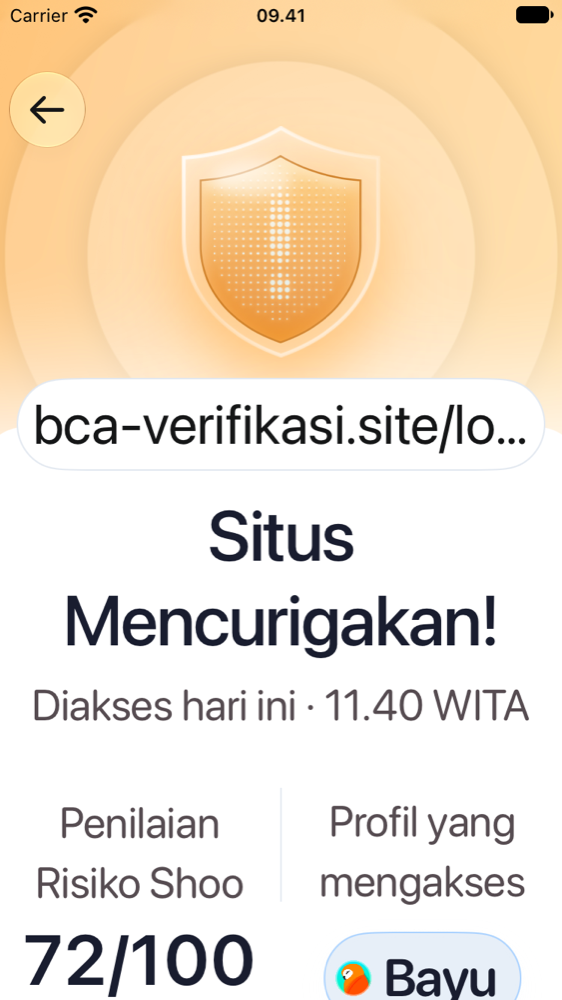 Carrier
09.41
bca-verifikasi.site/lo...
Situs
Mencurigakan!
Diakses hari ini · 11.40 WITA
Penilaian
Risiko Shoo
72/100
Profil yang
mengakses
Bayu